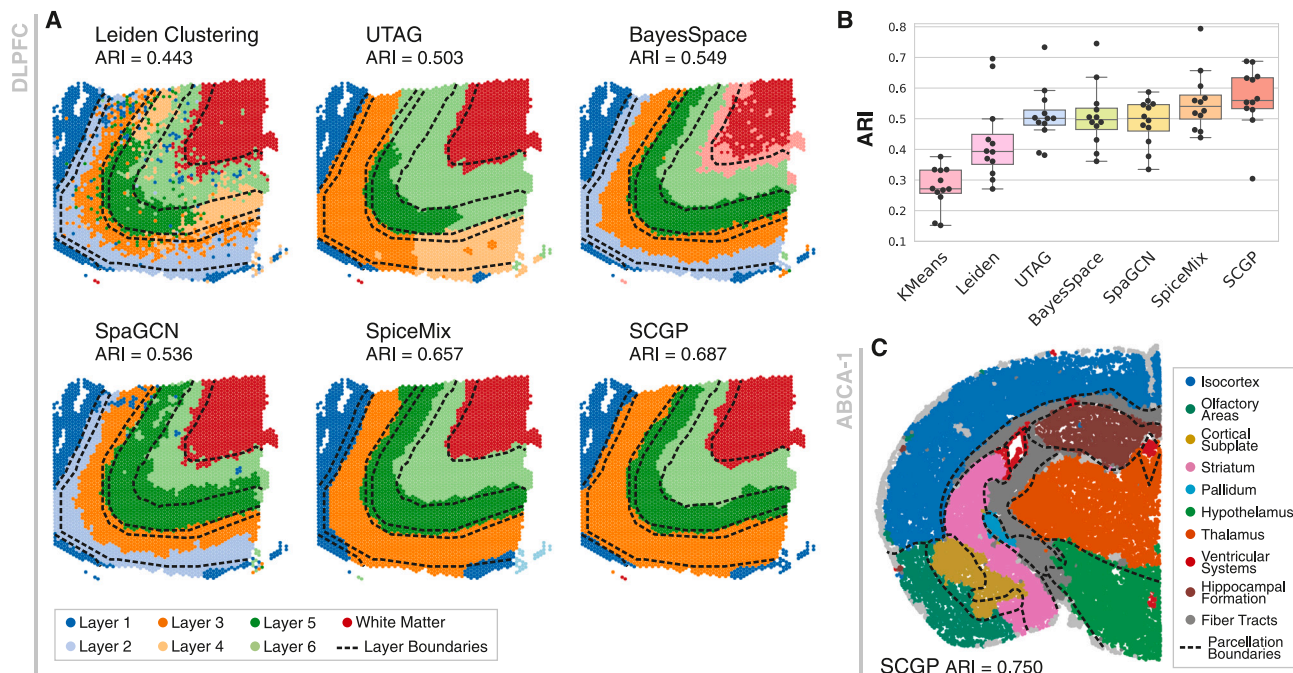 DLPFC
A
Leiden Clustering
ARI = 0.443
UTAG
ARI = 0.503
BayesSpace
ARI = 0.549
SpaGCN
ARI = 0.536
SpiceMix
ARI = 0.657
SCGP
ARI = 0.687
Layer 1
Layer 3
Layer 5
White Matter
Layer 2
Layer 4
Layer 6
Layer Boundaries
B
ARI
0.8
0.7
0.6
0.5
0.4
0.3
0.2
0.1
KMeans
Leiden
UTAG
BayesSpace
SpaGCN
SpiceMix
SCGP
ABCA-1
C
Isocortex
Olfactory
Areas
Cortical
Subplate
Striatum
Pallidum
Hypothelamus
Thalamus
Ventricular
Systems
Hippocampal
Formation
Fiber Tracts
Parcellation
Boundaries
SCGP ARI = 0.750